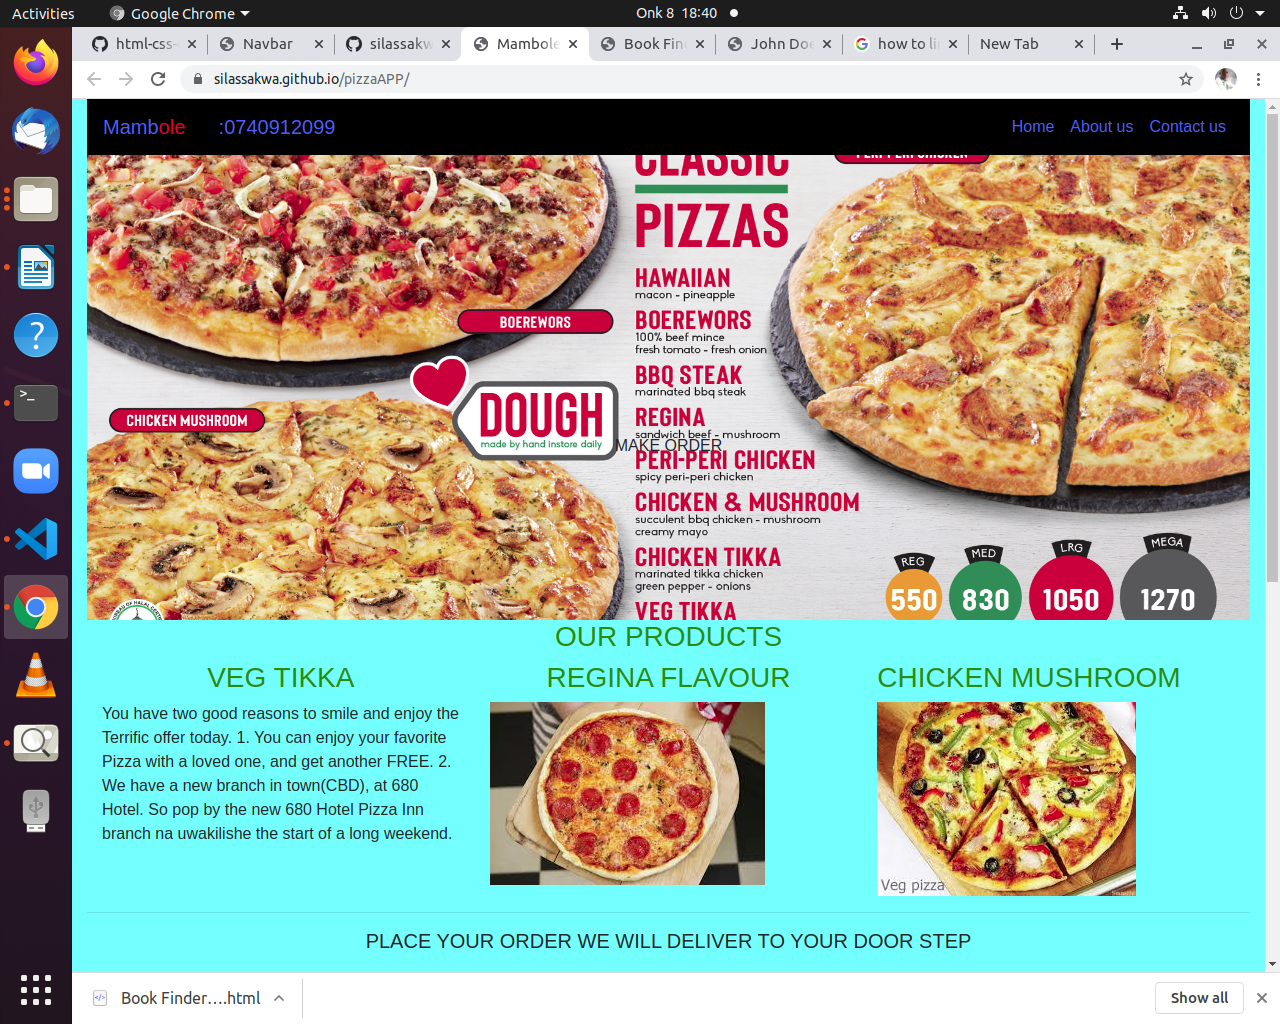 Activities
Google Chrome
Onk 8 18:40
html-css-
Navbar
silassakw
Mambole
Book Fin
John Doe
how to li
New Tab
silassakwa.github.io/pizzaAPP/
Mambole
:0740912099
Home
About us
Contact us
CLASSIC
PERI-PERI CHICKEN
PIZZAS
HAWAIIAN
macon - pineapple
BOEREWORS
BOEREWORS
100% beef mince
fresh tomato - fresh onion
BBQ STEAK
marinated bbq steak
CHICKEN MUSHROOM
DOUGH
made by hand instore daily
REGINA
sandwich beef - mushroom
MAKE ORDER
PERI-PERI CHICKEN
spicy peri-peri chicken
CHICKEN & MUSHROOM
succulent bbq chicken - mushroom
creamy mayo
CHICKEN TIKKA
marinated tikka chicken
green pepper - onions
VEG TIKKA
REG
550
MED
830
LRG
1050
MEGA
1270
OUR PRODUCTS
VEG TIKKA
You have two good reasons to smile and enjoy the
Terrific offer today. 1. You can enjoy your favorite
Pizza with a loved one, and get another FREE. 2.
We have a new branch in town(CBD), at 680
Hotel. So pop by the new 680 Hotel Pizza Inn
branch na uwakilishe the start of a long weekend.
REGINA FLAVOUR
CHICKEN MUSHROOM
Veg pizza
PLACE YOUR ORDER WE WILL DELIVER TO YOUR DOOR STEP
Book Finder....html
Show all